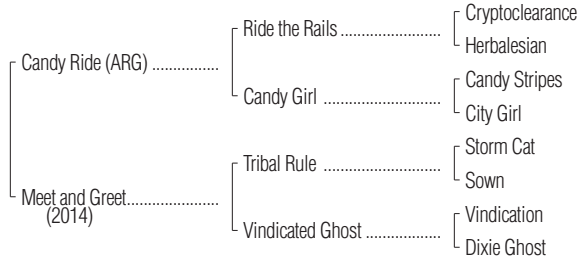 Cryptoclearance
Ride the Rails ......................
Herbalesian
Candy Ride (ARG) ...............
Candy Stripes
Candy Girl ..........................
City Girl
Storm Cat
Tribal Rule ..........................
Sown
Meet and Greet.....................
(2014)
Vindication
Vindicated Ghost .................
Dixie Ghost